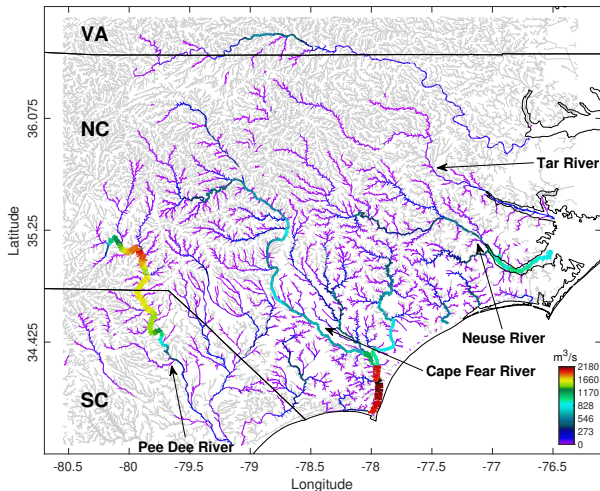 VA
NC
SC
Tar River
Neuse River
Cape Fear River
Pee Dee River
m³/s
2180
1660
1280
880
546
273
0
36.075
35.25
34.425
Latitude
-80.5 -80 -79.5 -79 -78.5 -78 -77.5 -77 -76.5
Longitude